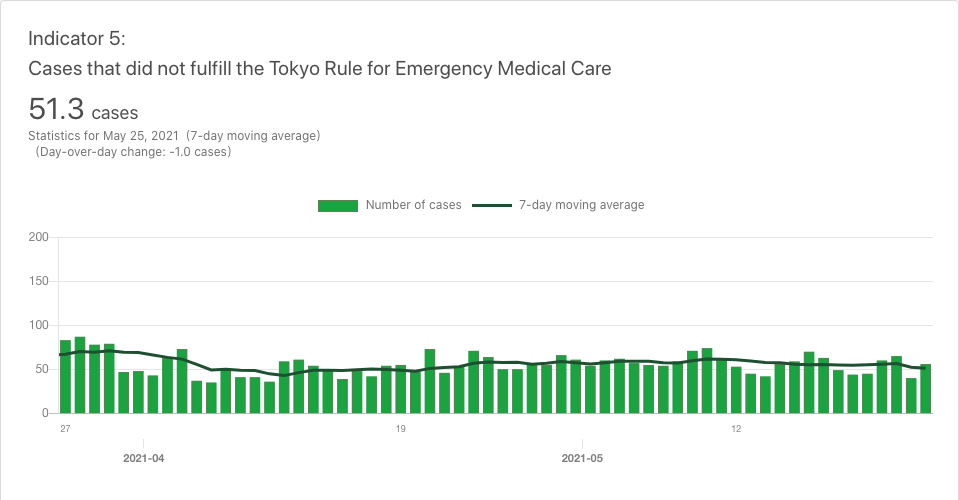 Indicator 5:
Cases that did not fulfill the Tokyo Rule for Emergency Medical Care
51.3 cases
Statistics for May 25, 2021 (7-day moving average)
(Day-over-day change: -1.0 cases)
Number of cases 7-day moving average
200
150
100
50
0
27 19 12
2021-04 2021-05